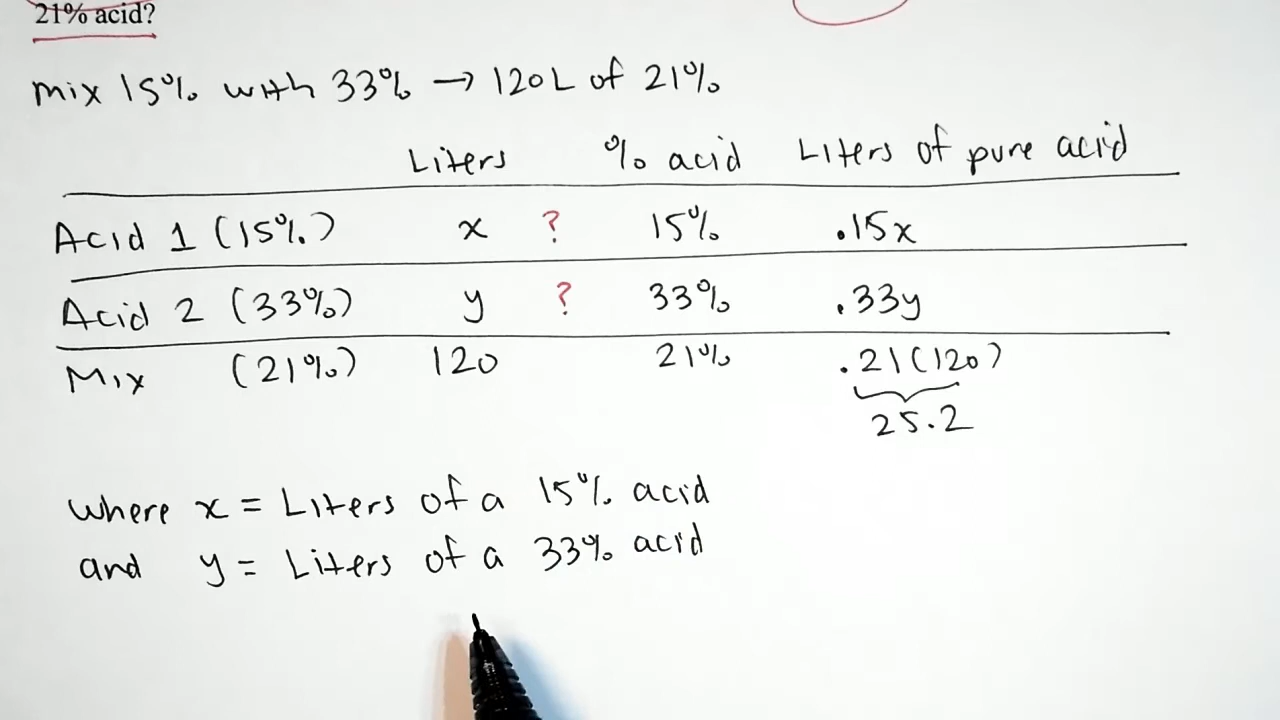 21% acid?
mix 15% with 33% → 120L of 21%
Liters % acid Liters of pure acid
Acid 1 (15%) x ? 15% .15x
Acid 2 (33%) y ? 33% .33y
Mix (21%) 120 21% .21(120)
25.2
where x = Liters of a 15% acid
and y = Liters of a 33% acid